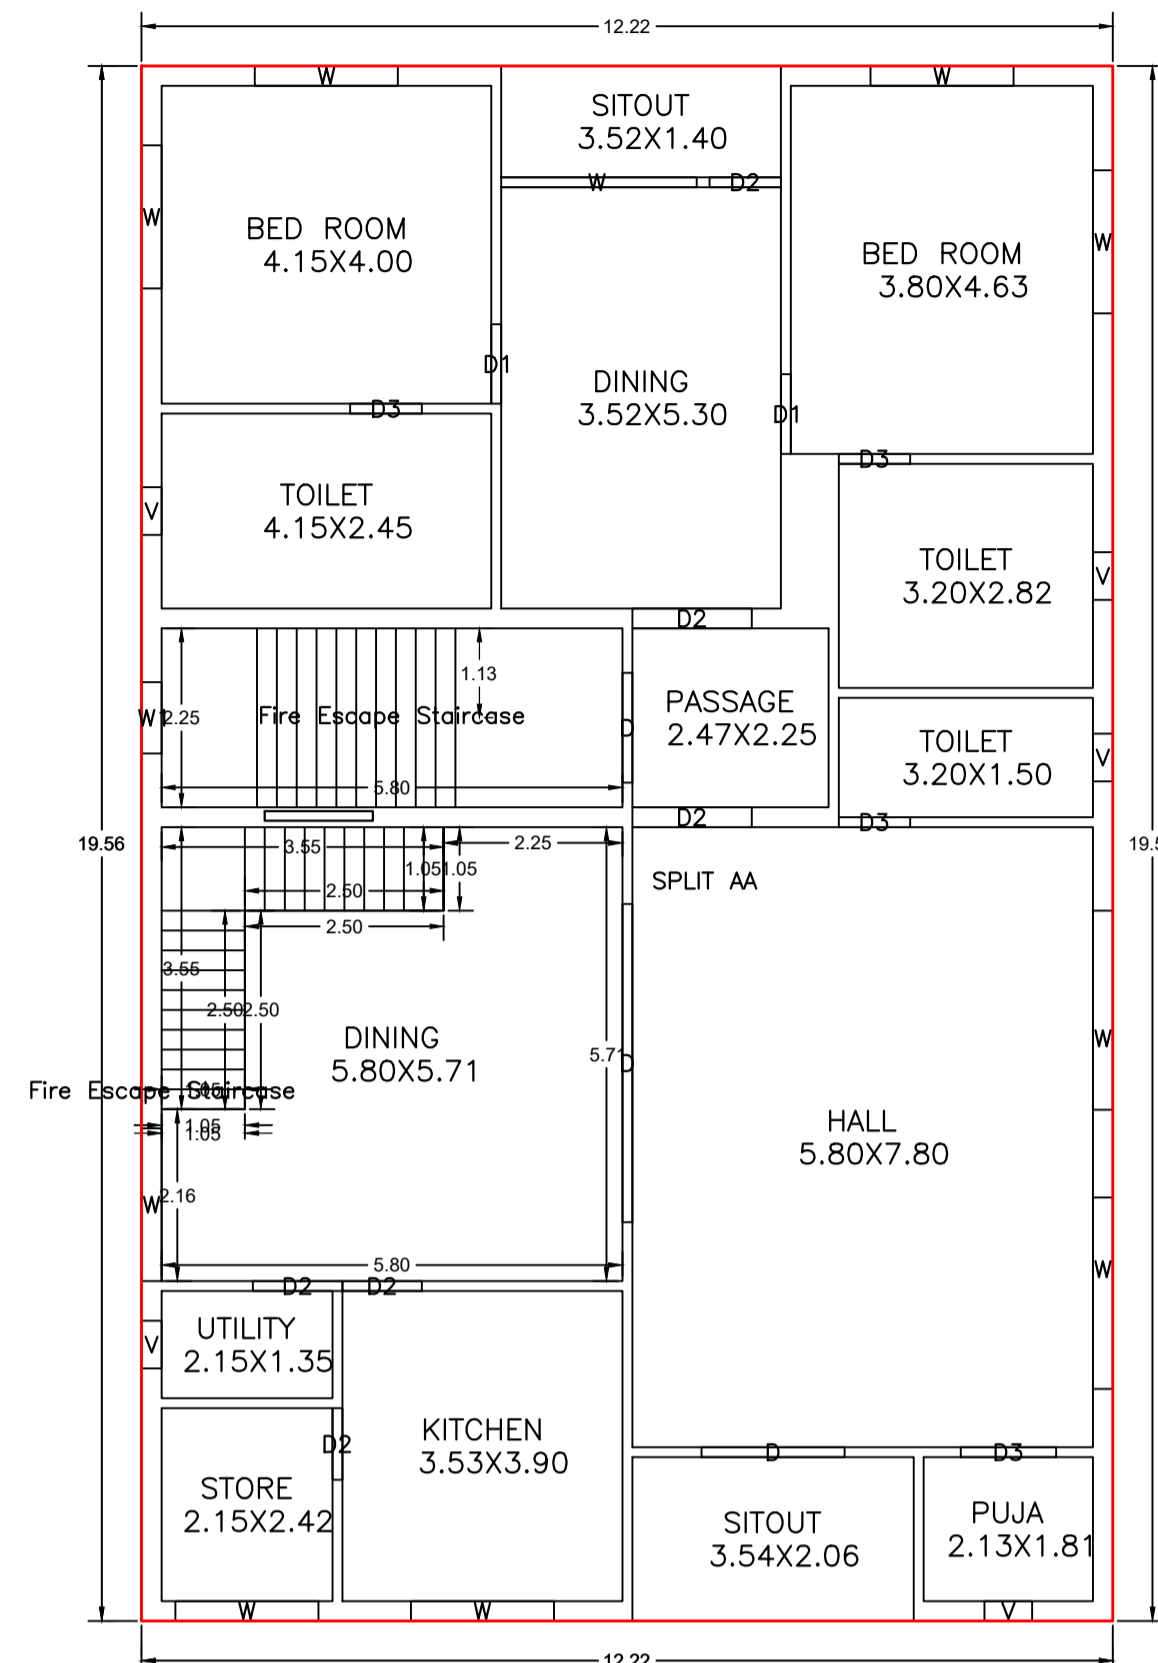 12.22
W
W
SITOUT
3.52X1.40
W
D2
W
BED ROOM
4.15X4.00
W
BED ROOM
3.80X4.63
D1
DINING
3.52X5.30
D1
D3
D3
TOILET
4.15X2.45
V
TOILET
3.20X2.82
V
D2
1.13
PASSAGE
2.47X2.25
W1
2.25
Fire Escape Staircase
D
TOILET
3.20X1.50
V
5.80
D2
D3
19.56
3.55
2.25
1.05
1.05
2.50
SPLIT AA
2.50
3.55
2.50
2.50
DINING
5.80X5.71
5.71
D
W
Fire Escape Staircase
1.05
HALL
5.80X7.80
1.05
1.05
W
2.16
5.80
W
D2
D2
UTILITY
2.15X1.35
V
KITCHEN
3.53X3.90
D2
D
D3
STORE
2.15X2.42
SITOUT
3.54X2.06
PUJA
2.13X1.81
W
W
V
12.22